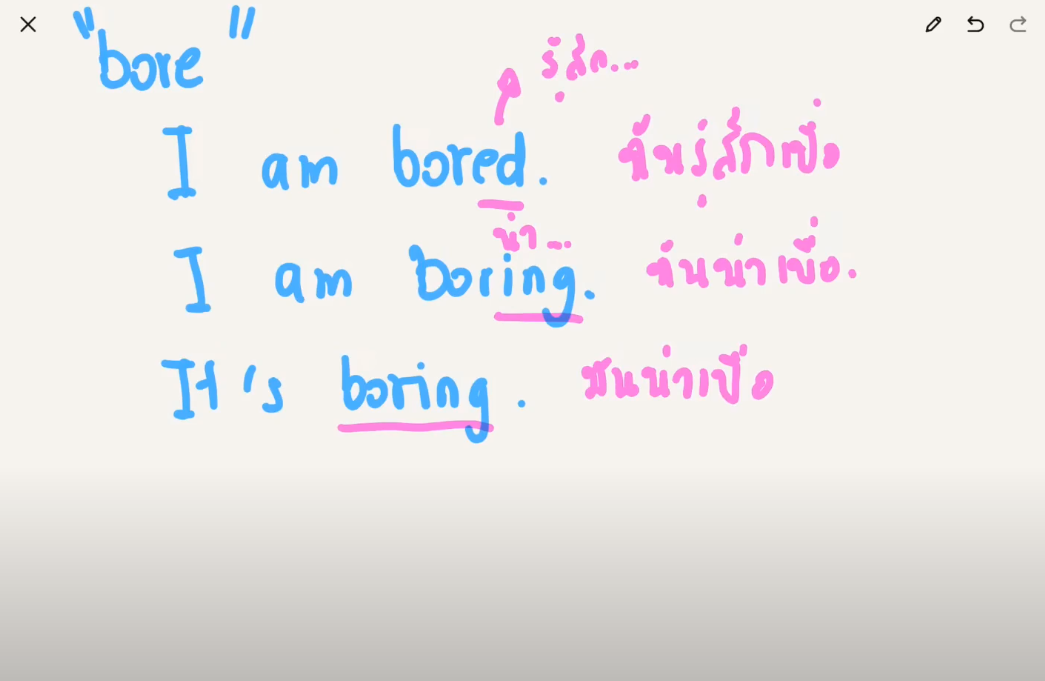 "bore"
รู้สึก...
I am bored. ฉันรู้สึกเบื่อ
น่า...
I am Boring. ฉันน่าเบื่อ.
It's boring. มันน่าเบื่อ